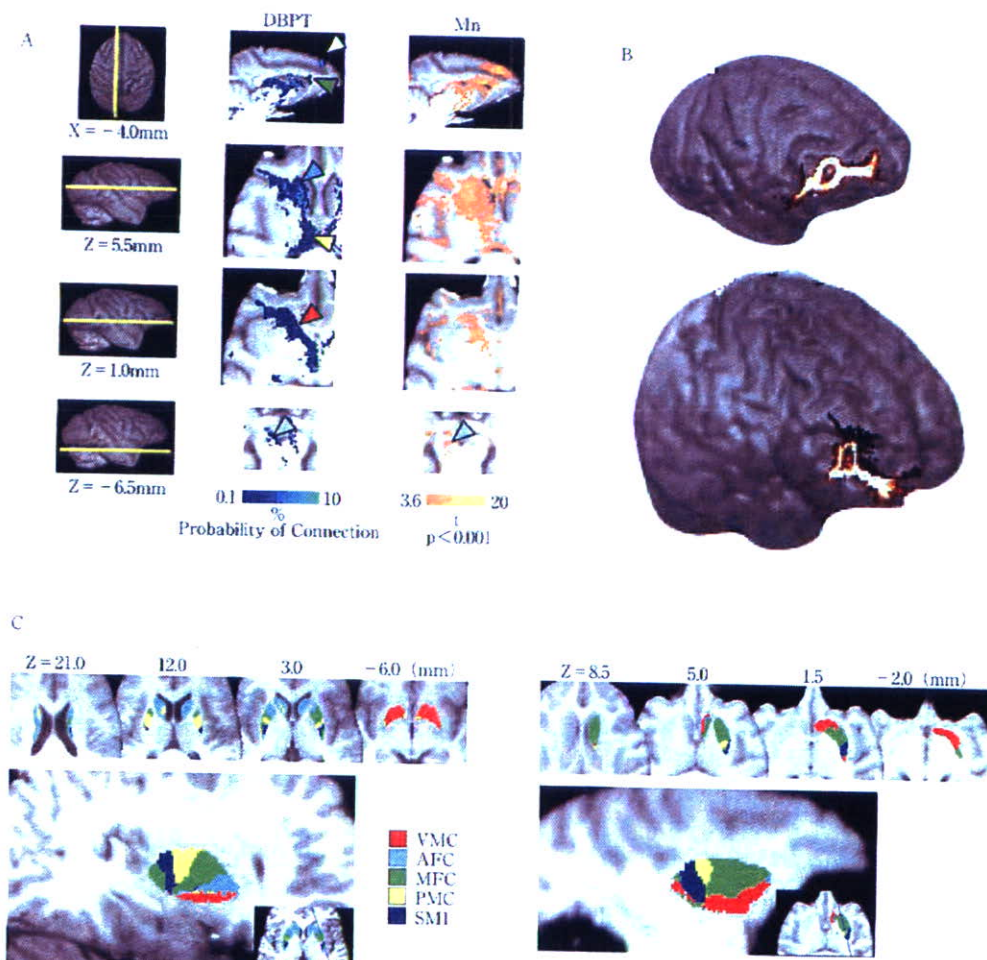 A
DBPT
Mn
B
X = −4.0mm
Z = 5.5mm
Z = 1.0mm
Z = −6.5mm
0.1 10
%
Probability of Connection
3.6 20
t
p<0.001
C
Z = 21.0 12.0 3.0 −6.0 (mm)
Z = 8.5 5.0 1.5 −2.0 (mm)
VMC
AFC
MFC
PMC
SM1